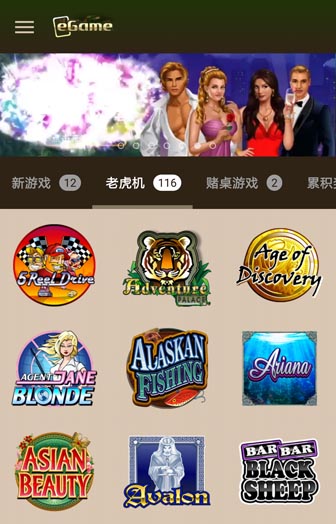 eGame
新游戏 12 老虎机 116 赌桌游戏 2 累积
5 Reel Drive
Adventure
PALACE
Age of
Discovery
AGENT JANE
BLONDE
ALASKAN
FISHING
Ariana
ASIAN
BEAUTY
Avalon
BAR BAR
BLACK
SHEEP